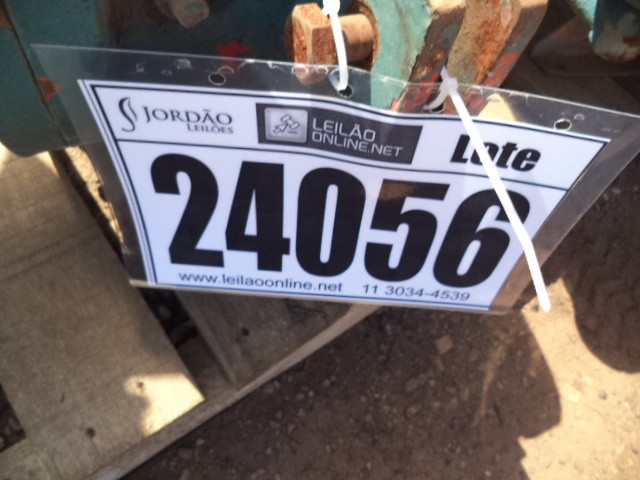 JORDÃO
LEILÕES
LEILÃO
ONLINE.NET
Lote
24056
www.leilaoonline.net 11 3034-4539